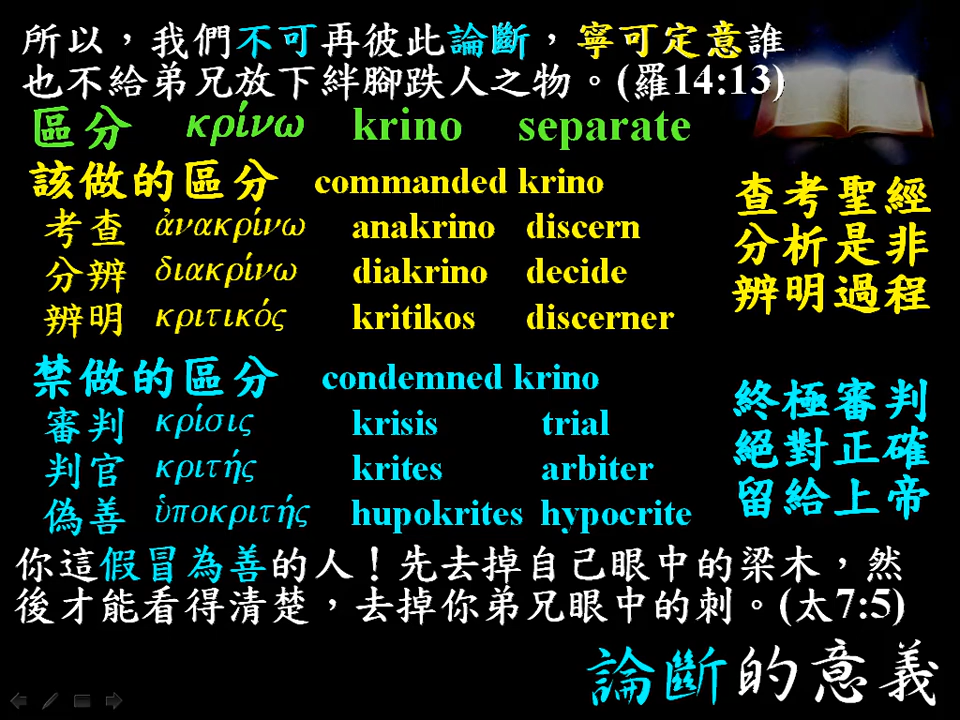 所以，我們不可再彼此論斷，寧可定意誰
也不給弟兄放下絆腳跌人之物。(羅14:13)
區分 κρίνω krino separate
該做的區分 commanded krino
考查 ἀνακρίνω anakrino discern
分辨 διακρίνω diakrino decide
辨明 κριτικός kritikos discerner
查考聖經
分析是非
辨明過程
禁做的區分 condemned krino
審判 κρίσις krisis trial
判官 κριτής krites arbiter
偽善 ὑποκριτής hupokrites hypocrite
終極審判
絕對正確
留給上帝
你這假冒為善的人！先去掉自己眼中的梁木，然
後才能看得清楚，去掉你弟兄眼中的刺。(太7:5)
論斷的意義